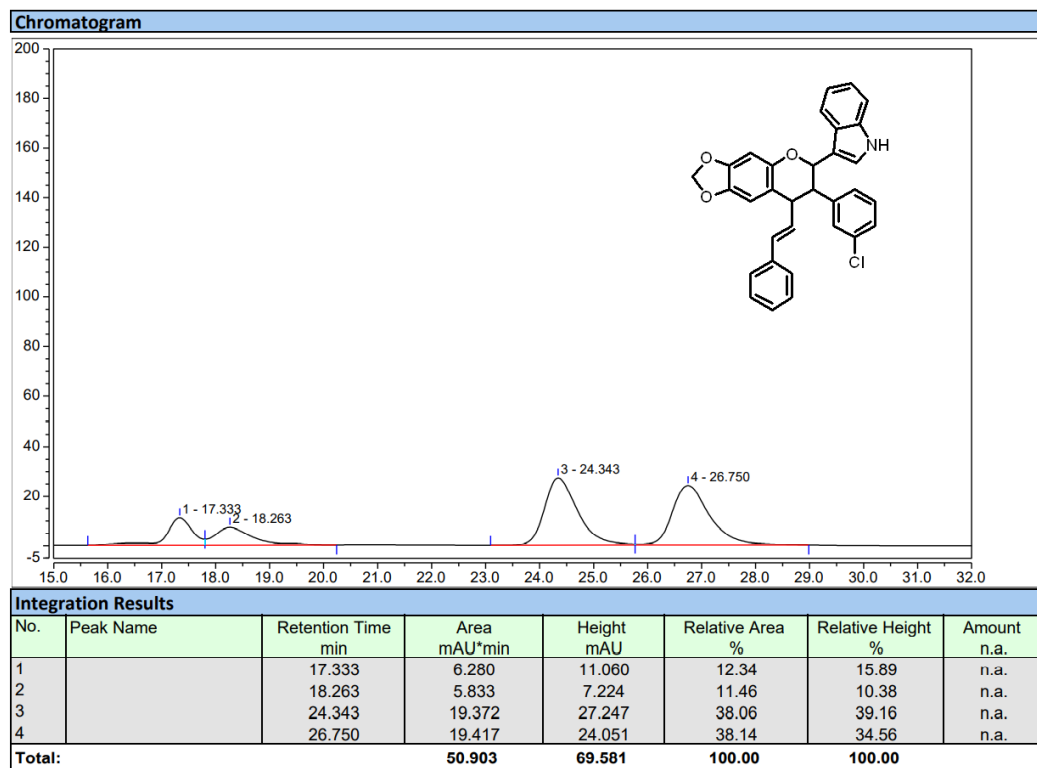 Chromatogram
200
180
160
140
120
100
80
60
40
20
-5
15.0 16.0 17.0 18.0 19.0 20.0 21.0 22.0 23.0 24.0 25.0 26.0 27.0 28.0 29.0 30.0 31.0 32.0
1 - 17.333
2 - 18.263
3 - 24.343
4 - 26.750
O
O
O
NH
Cl
Integration Results
No. Peak Name Retention Time Area Height Relative Area Relative Height Amount
min mAU*min mAU % % n.a.
1 17.333 6.280 11.060 12.34 15.89 n.a.
2 18.263 5.833 7.224 11.46 10.38 n.a.
3 24.343 19.372 27.247 38.06 39.16 n.a.
4 26.750 19.417 24.051 38.14 34.56 n.a.
Total: 50.903 69.581 100.00 100.00